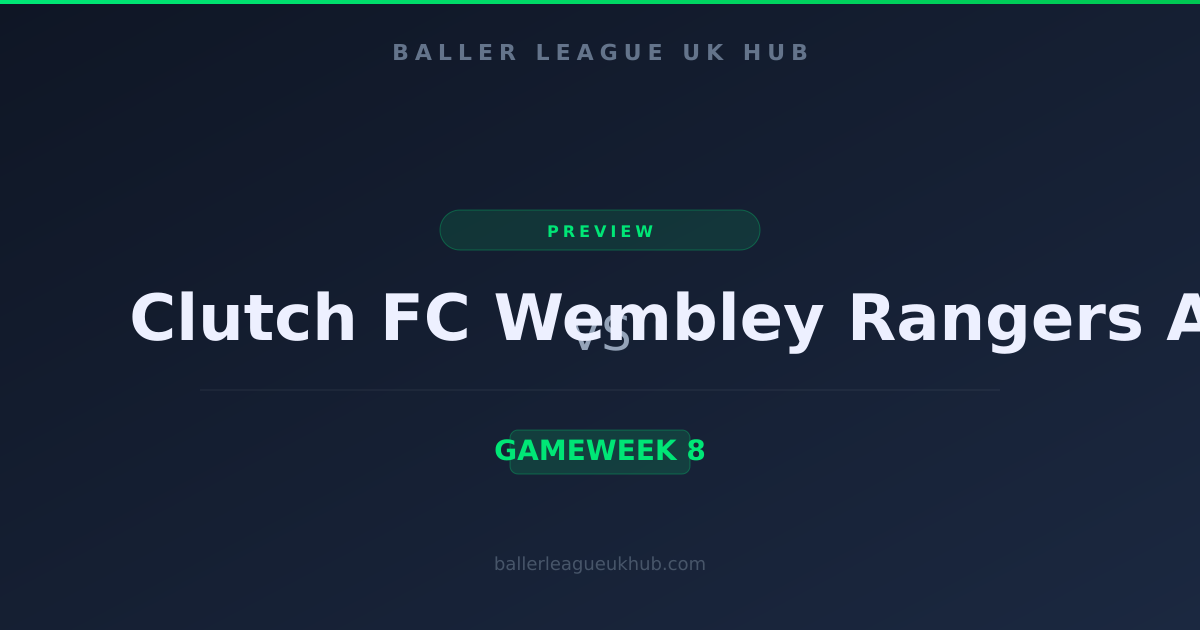 BALLER LEAGUE UK HUB
PREVIEW
Clutch FC Wembley Rangers A
vs
GAMEWEEK 8
ballerleagueukhub.com